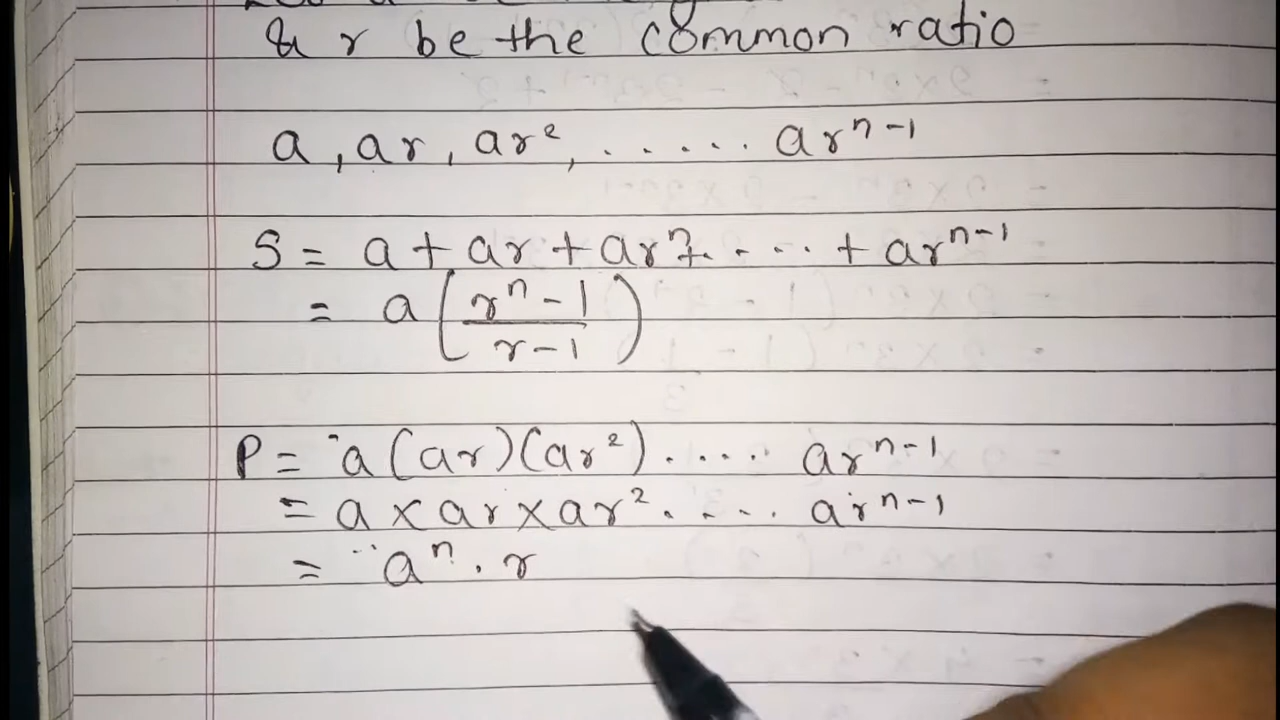 & r be the common ratio
a, ar, ar², ..... arⁿ⁻¹
S = a + ar + ar² + ... + arⁿ⁻¹
= a(rⁿ-1/r-1)
P = a(ar)(ar²)..... arⁿ⁻¹
= a × ar × ar² ..... arⁿ⁻¹
= aⁿ . r